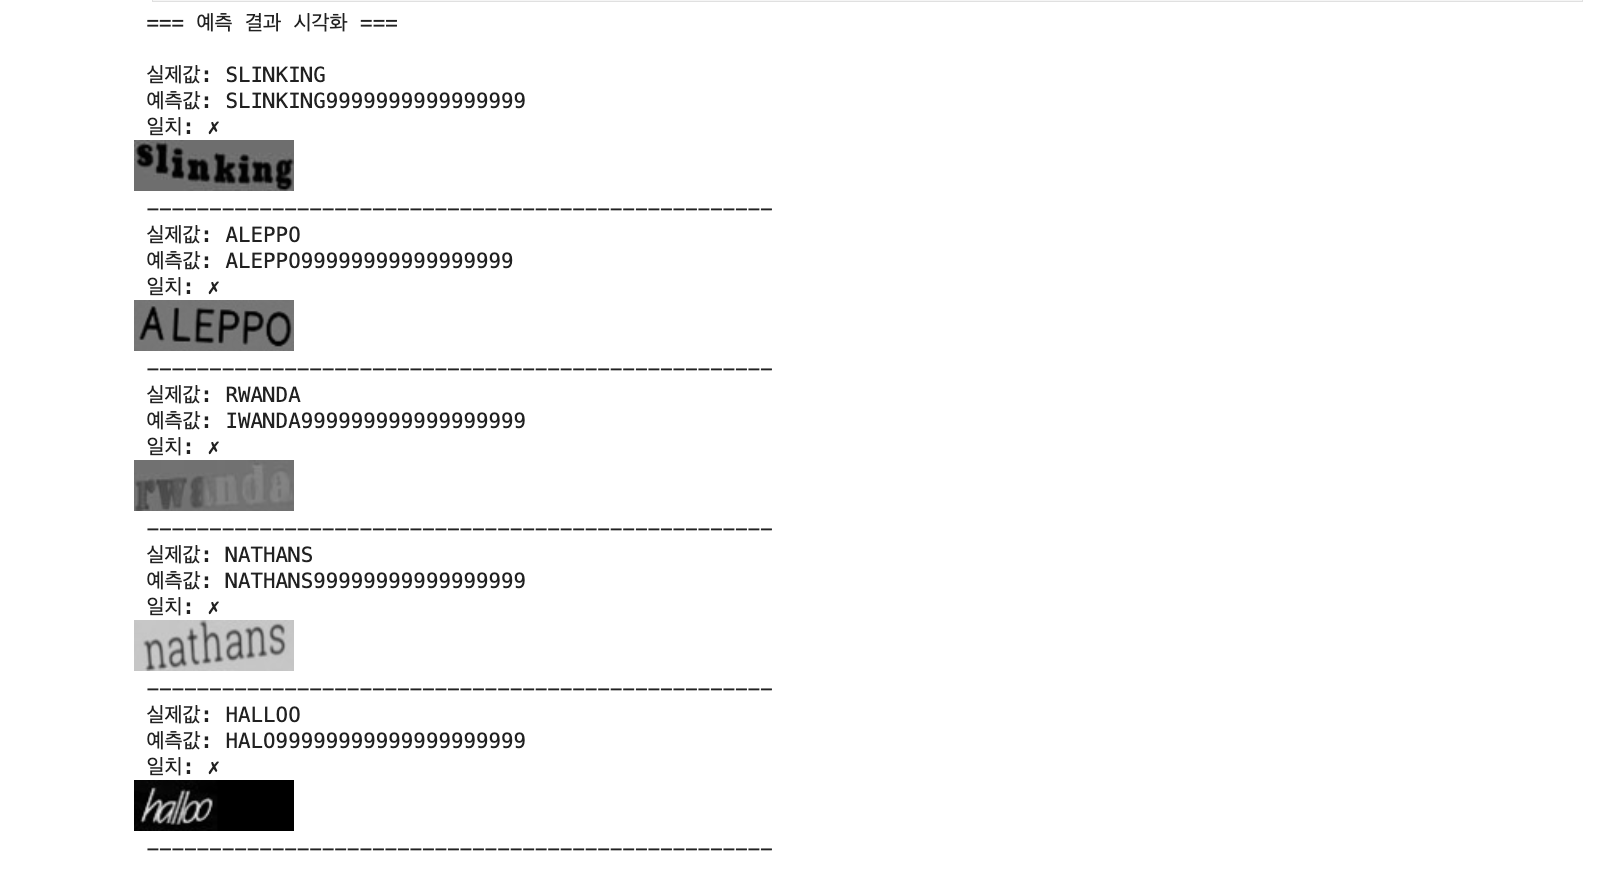 === 예측 결과 시각화 ===
실제값: SLINKING
예측값: SLINKING9999999999999999
일치: ✗
slinking
--------------------------------------------------
실제값: ALEPPO
예측값: ALEPPO99999999999999999
일치: ✗
ALEPPO
--------------------------------------------------
실제값: RWANDA
예측값: IWANDA999999999999999999
일치: ✗
rwanda
--------------------------------------------------
실제값: NATHANS
예측값: NATHANS99999999999999999
일치: ✗
nathans
--------------------------------------------------
실제값: HALLOO
예측값: HALO99999999999999999999
일치: ✗
halloo
--------------------------------------------------